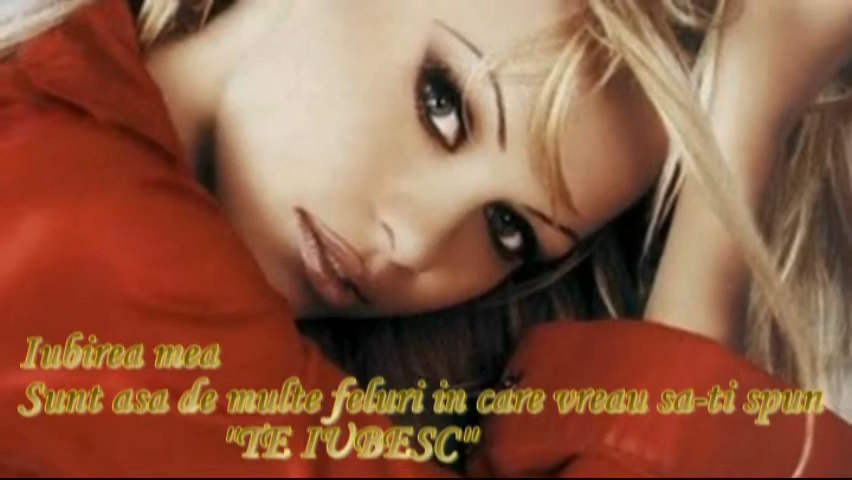 Iubirea mea
Sunt asa de multe feluri in care vreau sa-ti spun
"TE IUBESC"